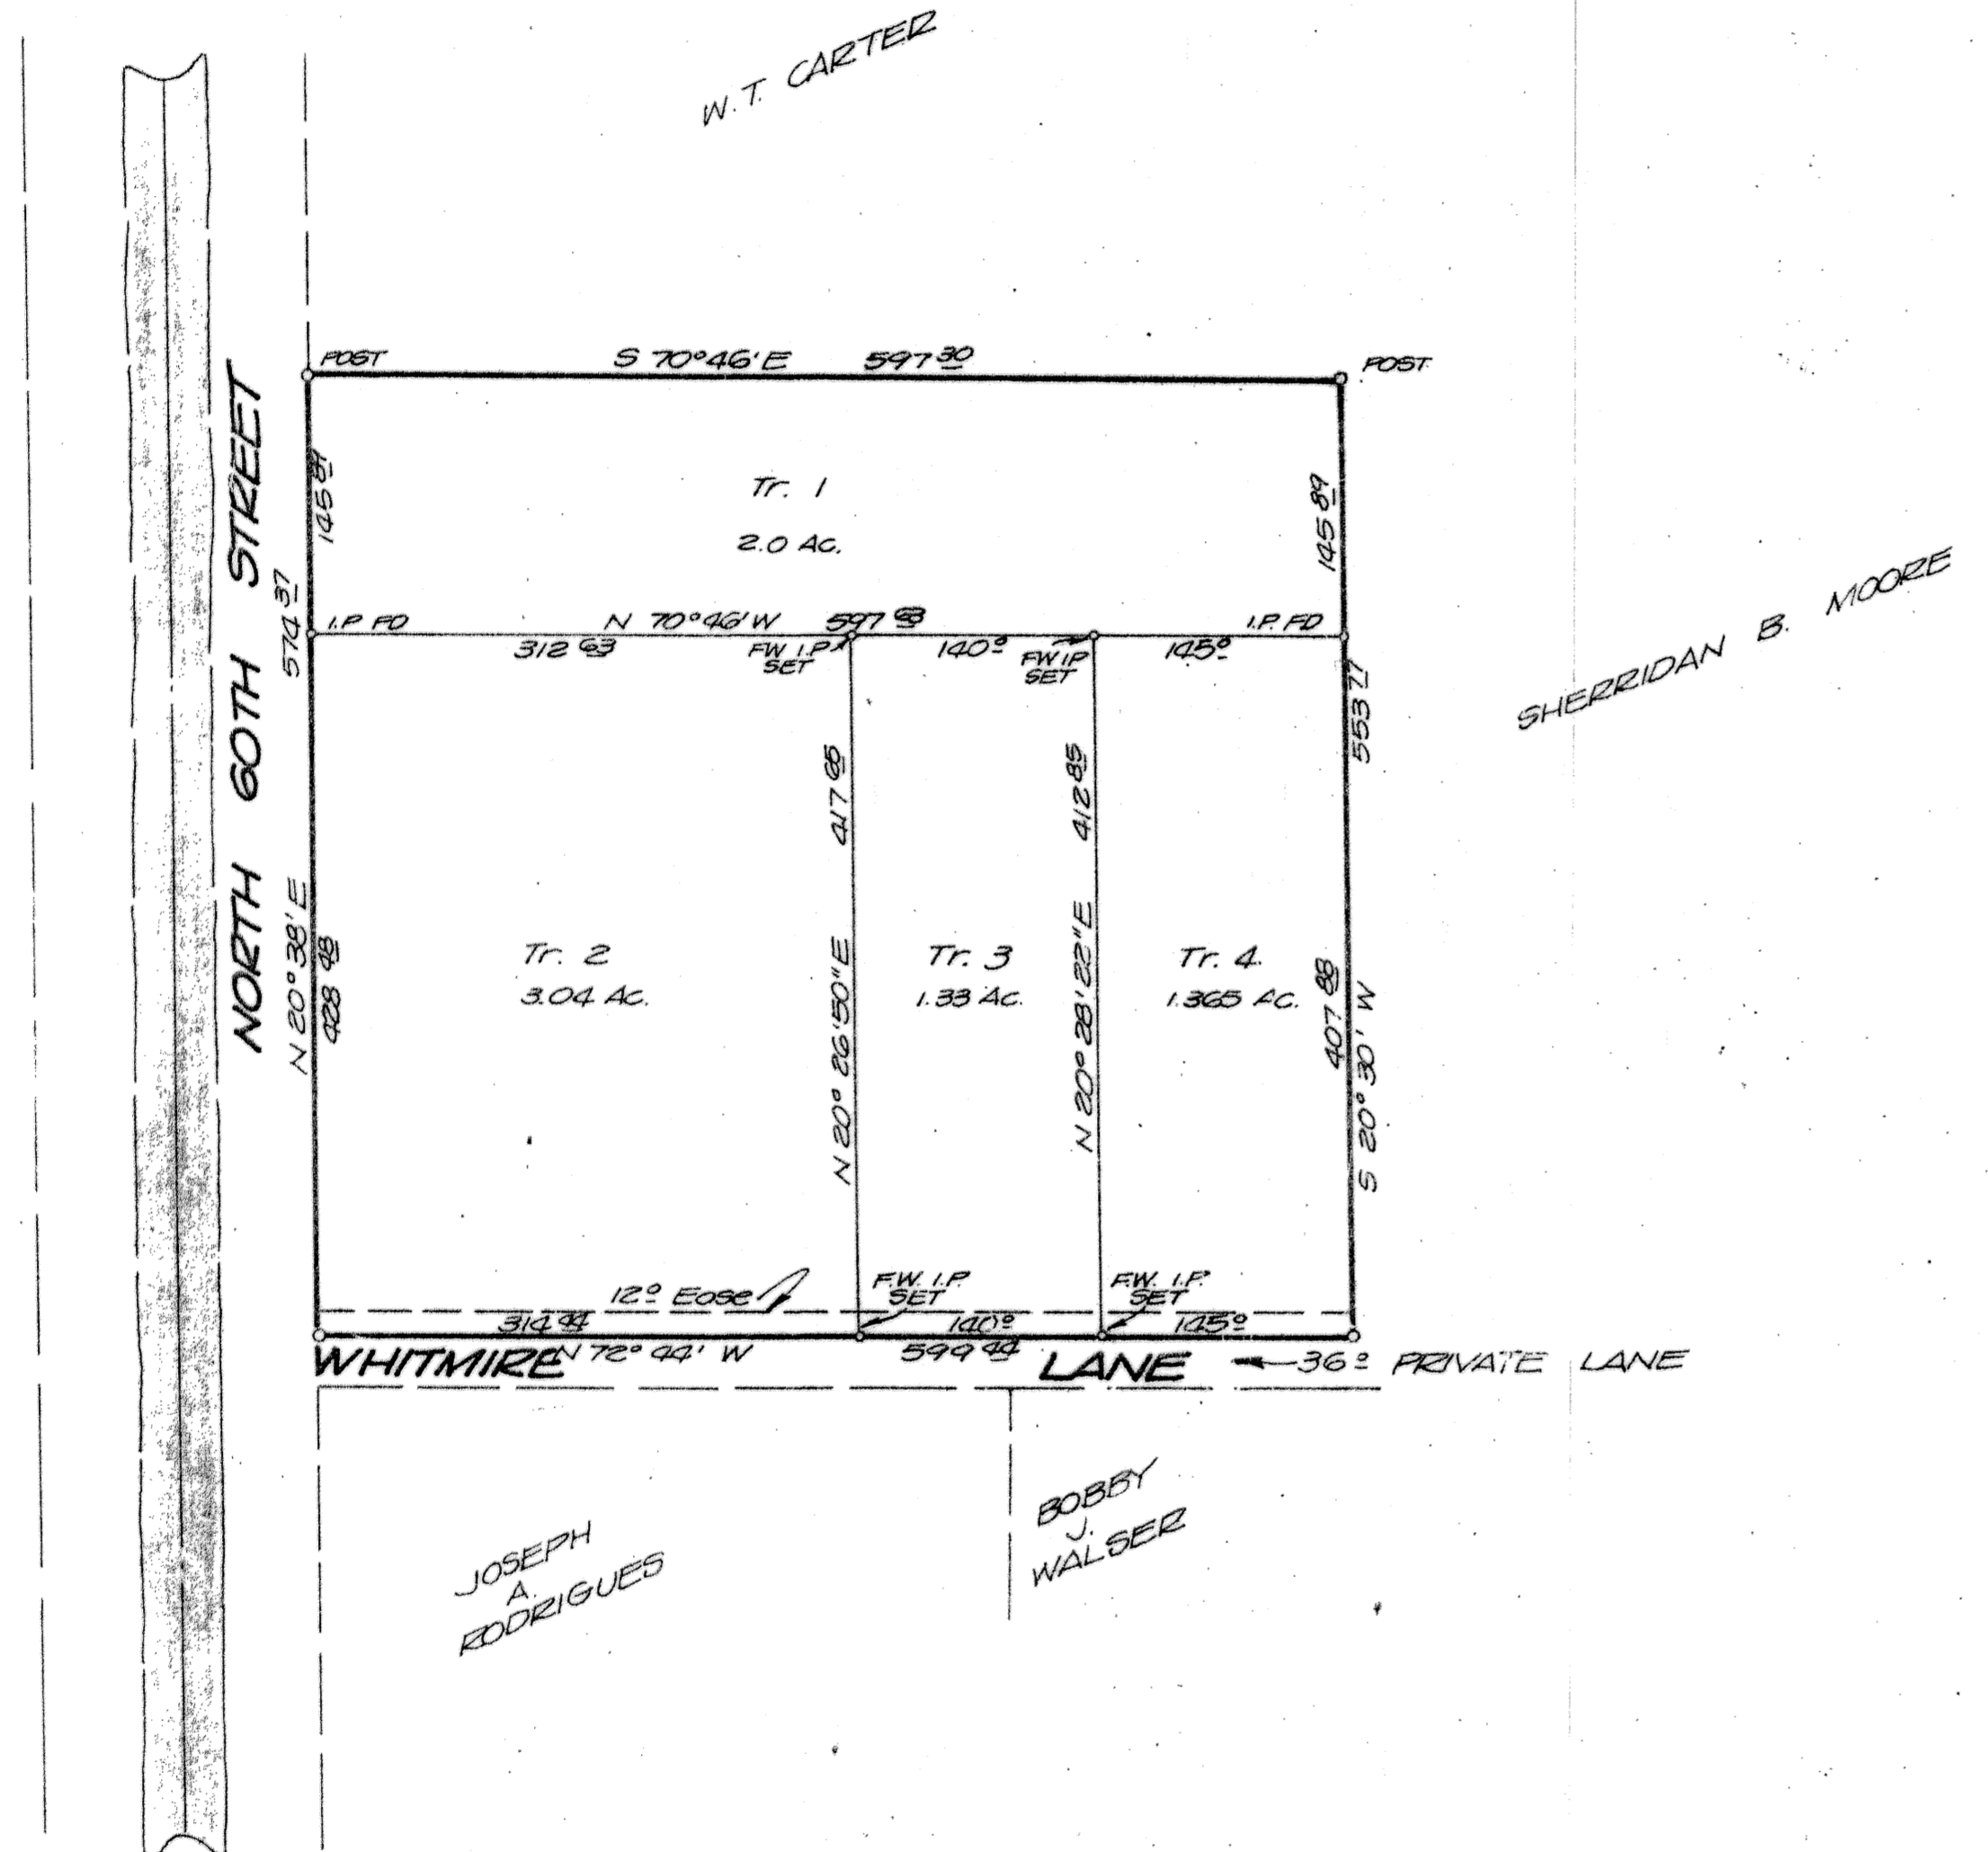 W. T. CARTER
POST
S 70° 46' E 597 30
POST
NORTH 60TH STREET
145 89
Tr. 1
2.0 AC.
145 89
574 37
I.P FD
N 70° 46' W 597 63
I.P. FD
312 63
FW I.P
SET
140 0
FW IP
SET
145 0
553 77
SHERRIDAN B. MOORE
417 65
412 85
N 20° 38' E
428 48
Tr. 2
3.04 AC.
N 20° 26' 50" E
Tr. 3
1.33 AC.
N 20° 28' 22" E
Tr. 4.
1.365 AC.
407 88
S 20° 30' W
12 0 Ease
F.W. I.P.
SET
F.W. I.P.
SET
314 44
140 0
145 0
WHITMIRE LANE
N 72° 44' W 599 44
36 0 PRIVATE LANE
JOSEPH
A.
RODRIGUES
BOBBY
J.
WALSER